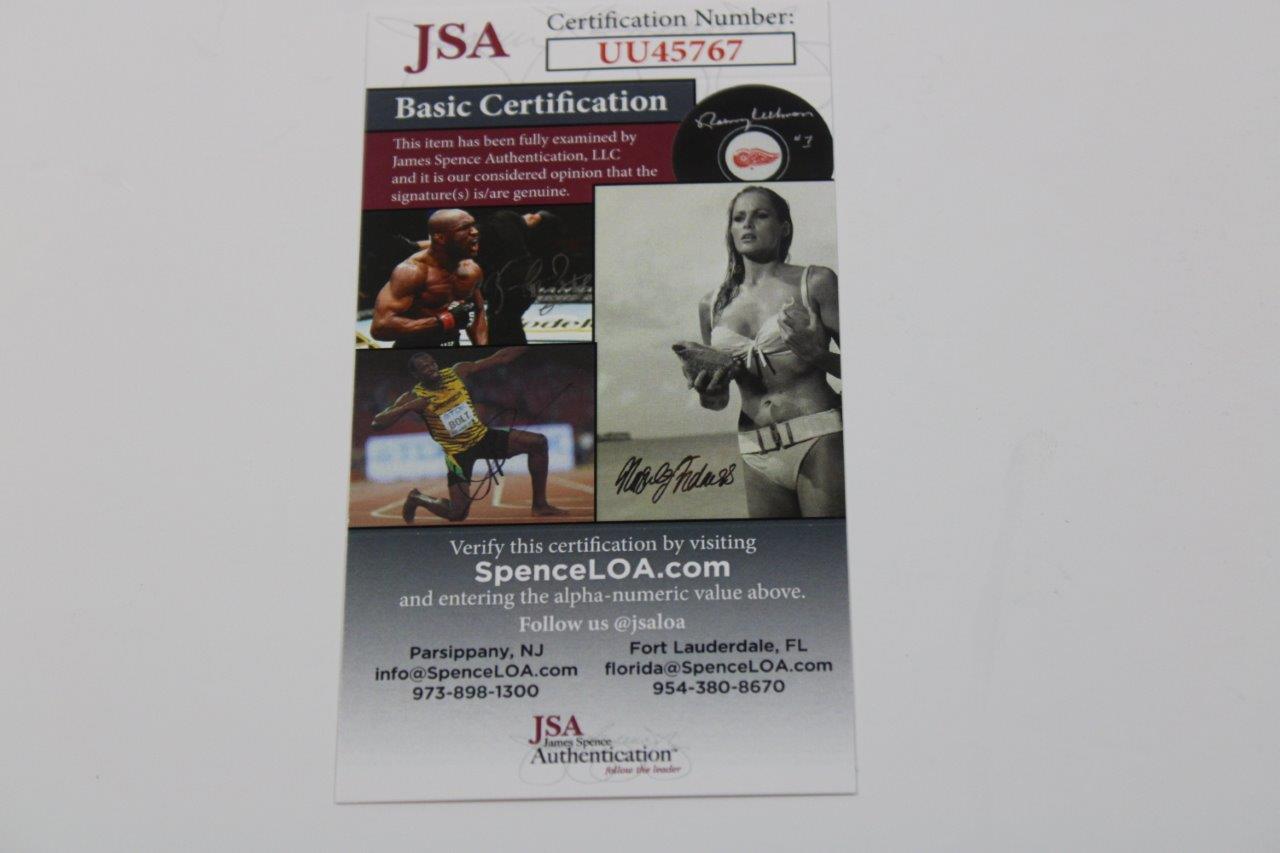 JSA
Certification Number:
UU45767
Basic Certification
This item has been fully examined by
James Spence Authentication, LLC
and it is our considered opinion that the
signature(s) is/are genuine.
#7
BOLT
Verify this certification by visiting
SpenceLOA.com
and entering the alpha-numeric value above.
Follow us @jsaloa
Parsippany, NJ
info@SpenceLOA.com
973-898-1300
Fort Lauderdale, FL
florida@SpenceLOA.com
954-380-8670
JSA
James Spence
Authentication™
follow the leader